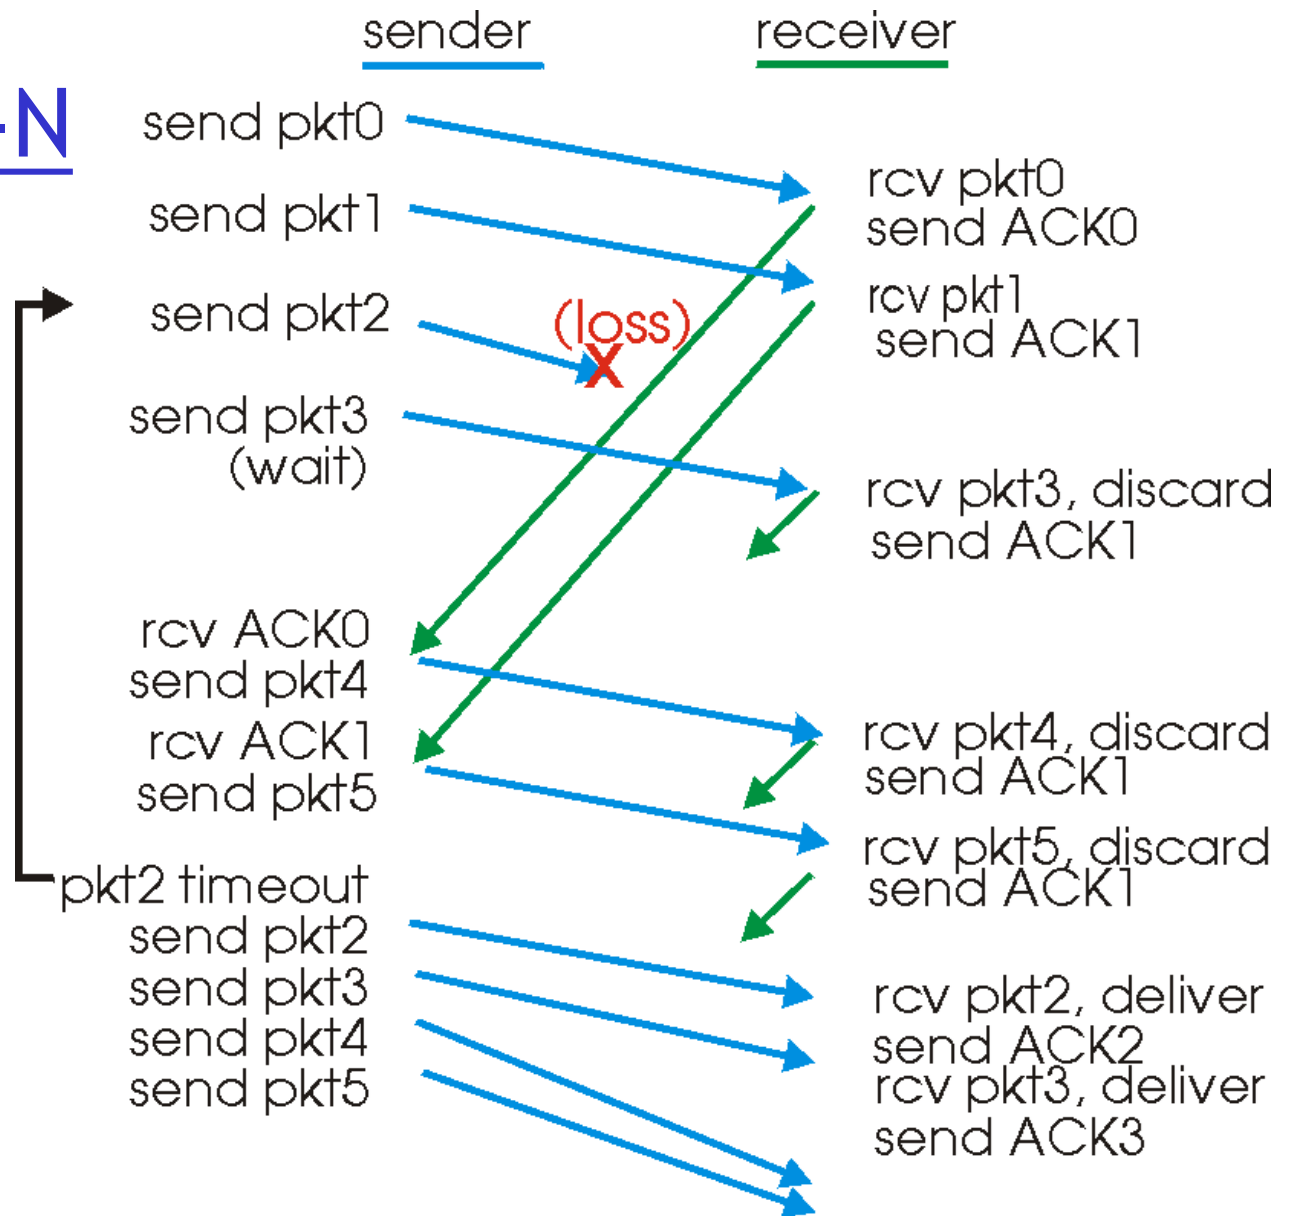 sender
receiver
-N
send pkt0
rcv pkt0
send ACK0
send pkt1
rcv pkt1
send ACK1
send pkt2
(loss)
X
send pkt3
(wait)
rcv pkt3, discard
send ACK1
rcv ACK0
send pkt4
rcv ACK1
send pkt5
rcv pkt4, discard
send ACK1
rcv pkt5, discard
send ACK1
pkt2 timeout
send pkt2
send pkt3
send pkt4
send pkt5
rcv pkt2, deliver
send ACK2
rcv pkt3, deliver
send ACK3